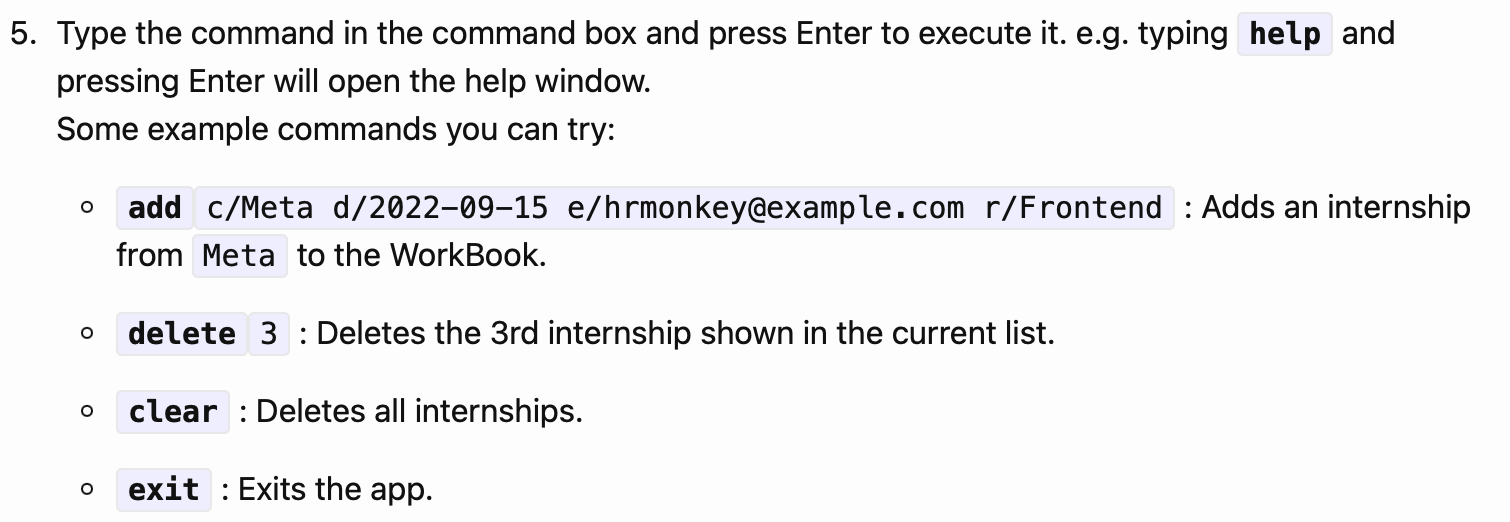 5. Type the command in the command box and press Enter to execute it. e.g. typing help and
pressing Enter will open the help window.
Some example commands you can try:
add c/Meta d/2022-09-15 e/hrmonkey@example.com r/Frontend : Adds an internship
from Meta to the WorkBook.
delete 3 : Deletes the 3rd internship shown in the current list.
clear : Deletes all internships.
exit : Exits the app.